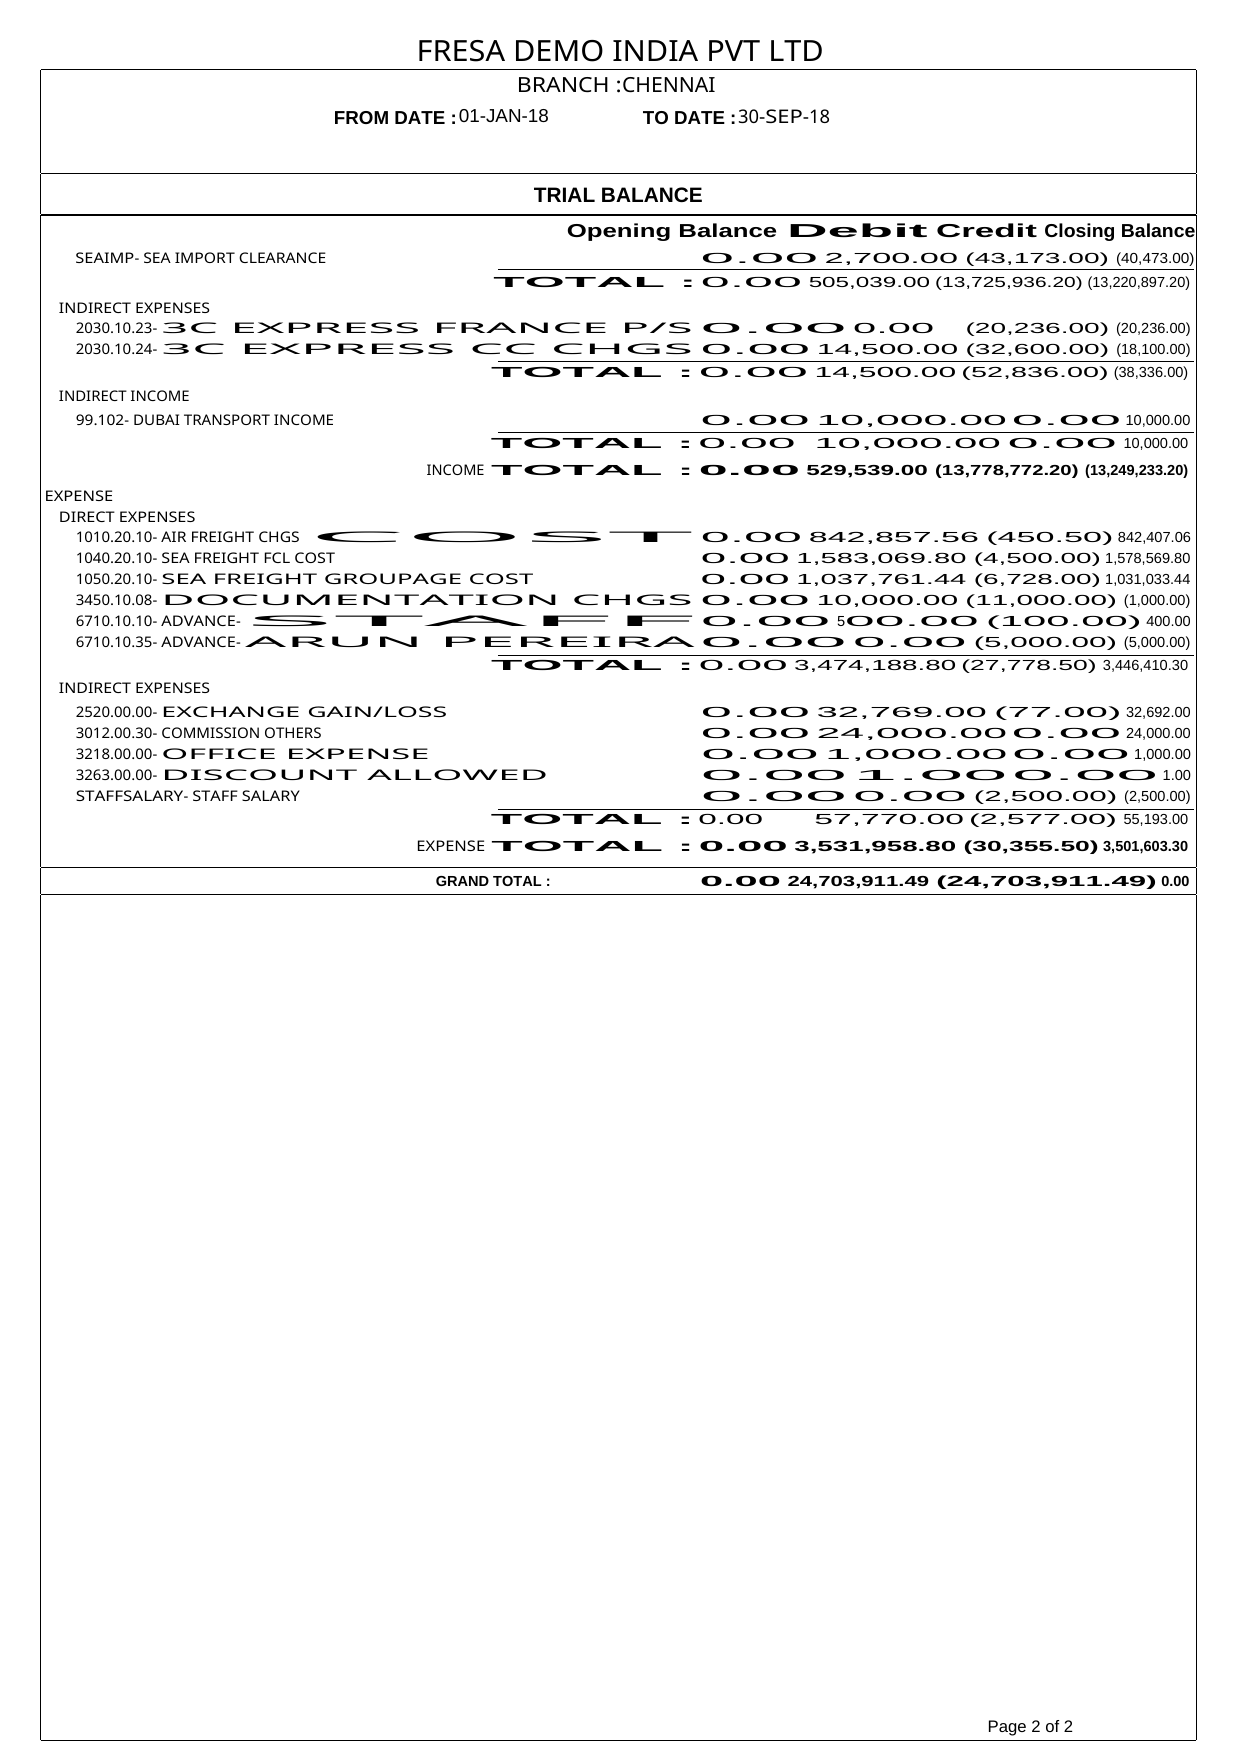 FRESA DEMO INDIA PVT LTD
BRANCH :CHENNAI
FROM DATE : 01-JAN-18 TO DATE : 30-SEP-18
TRIAL BALANCE
Opening Balance Debit Credit Closing Balance
SEAIMP- SEA IMPORT CLEARANCE 0.00 2,700.00 (43,173.00) (40,473.00)
TOTAL : 0.00 505,039.00 (13,725,936.20) (13,220,897.20)
INDIRECT EXPENSES
2030.10.23- 3C EXPRESS FRANCE P/S 0.00 0.00 (20,236.00) (20,236.00)
2030.10.24- 3C EXPRESS CC CHGS 0.00 14,500.00 (32,600.00) (18,100.00)
TOTAL : 0.00 14,500.00 (52,836.00) (38,336.00)
INDIRECT INCOME
99.102- DUBAI TRANSPORT INCOME 0.00 10,000.00 0.00 10,000.00
TOTAL : 0.00 10,000.00 0.00 10,000.00
INCOME TOTAL : 0.00 529,539.00 (13,778,772.20) (13,249,233.20)
EXPENSE
DIRECT EXPENSES
1010.20.10- AIR FREIGHT CHGS COST 0.00 842,857.56 (450.50) 842,407.06
1040.20.10- SEA FREIGHT FCL COST 0.00 1,583,069.80 (4,500.00) 1,578,569.80
1050.20.10- SEA FREIGHT GROUPAGE COST 0.00 1,037,761.44 (6,728.00) 1,031,033.44
3450.10.08- DOCUMENTATION CHGS 0.00 10,000.00 (11,000.00) (1,000.00)
6710.10.10- ADVANCE- STAFF 0.00 500.00 (100.00) 400.00
6710.10.35- ADVANCE- ARUN PEREIRA 0.00 0.00 (5,000.00) (5,000.00)
TOTAL : 0.00 3,474,188.80 (27,778.50) 3,446,410.30
INDIRECT EXPENSES
2520.00.00- EXCHANGE GAIN/LOSS 0.00 32,769.00 (77.00) 32,692.00
3012.00.30- COMMISSION OTHERS 0.00 24,000.00 0.00 24,000.00
3218.00.00- OFFICE EXPENSE 0.00 1,000.00 0.00 1,000.00
3263.00.00- DISCOUNT ALLOWED 0.00 1.00 0.00 1.00
STAFFSALARY- STAFF SALARY 0.00 0.00 (2,500.00) (2,500.00)
TOTAL : 0.00 57,770.00 (2,577.00) 55,193.00
EXPENSE TOTAL : 0.00 3,531,958.80 (30,355.50) 3,501,603.30
GRAND TOTAL : 0.00 24,703,911.49 (24,703,911.49) 0.00
Page 2 of 2